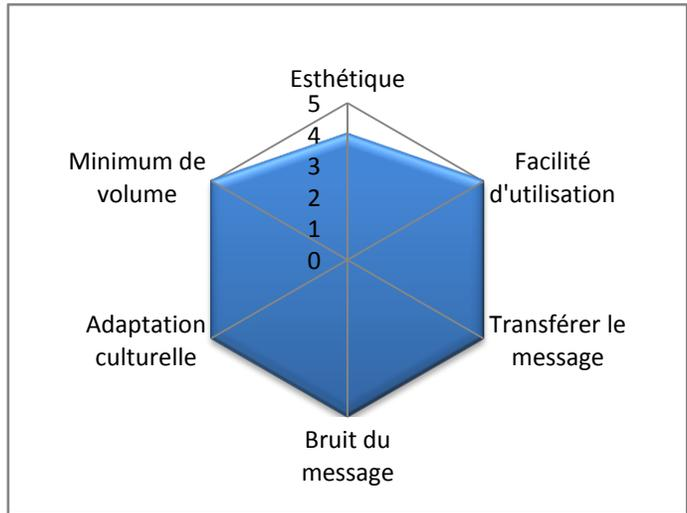 Esthétique
5
4
3
2
1
0
Facilité
d'utilisation
Transférer le
message
Bruit du
message
Adaptation
culturelle
Minimum de
volume